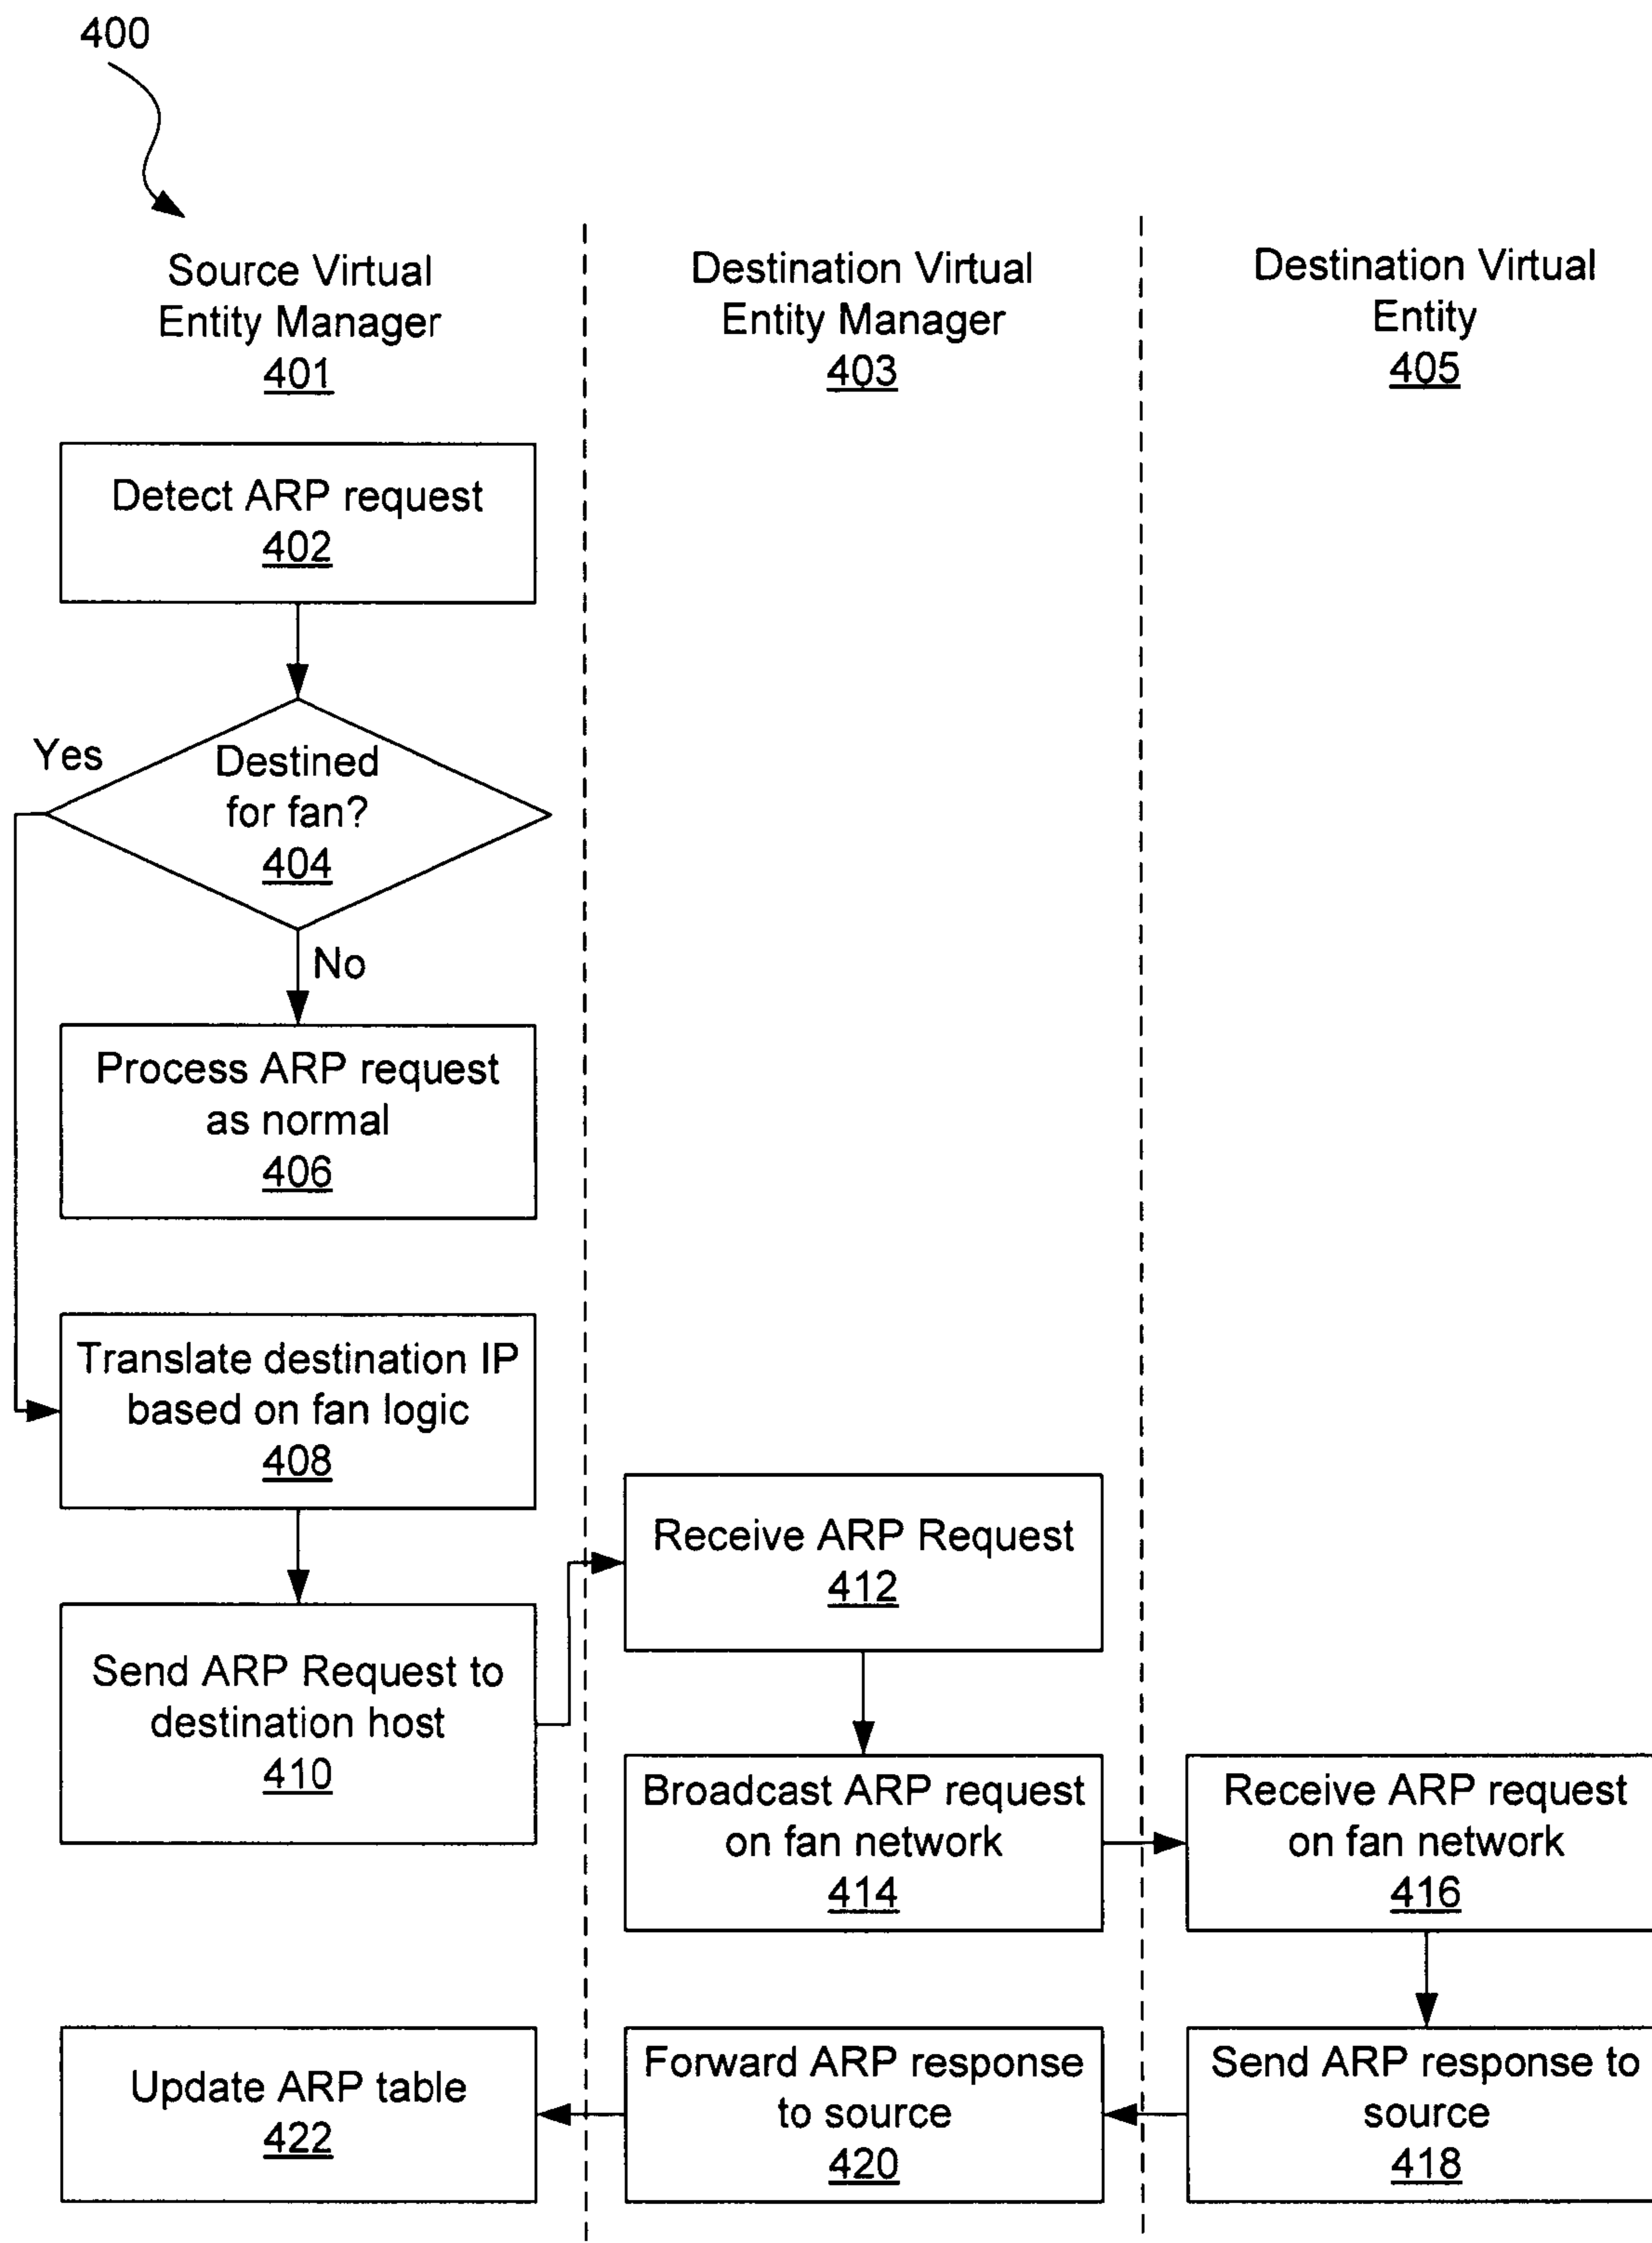 400
Source Virtual
Entity Manager
401
Destination Virtual
Entity Manager
403
Destination Virtual
Entity
405
Detect ARP request
402
Yes
Destined
for fan?
404
No
Process ARP request
as normal
406
Translate destination IP
based on fan logic
408
Send ARP Request to
destination host
410
Receive ARP Request
412
Broadcast ARP request
on fan network
414
Receive ARP request
on fan network
416
Send ARP response to
source
418
Forward ARP response
to source
420
Update ARP table
422